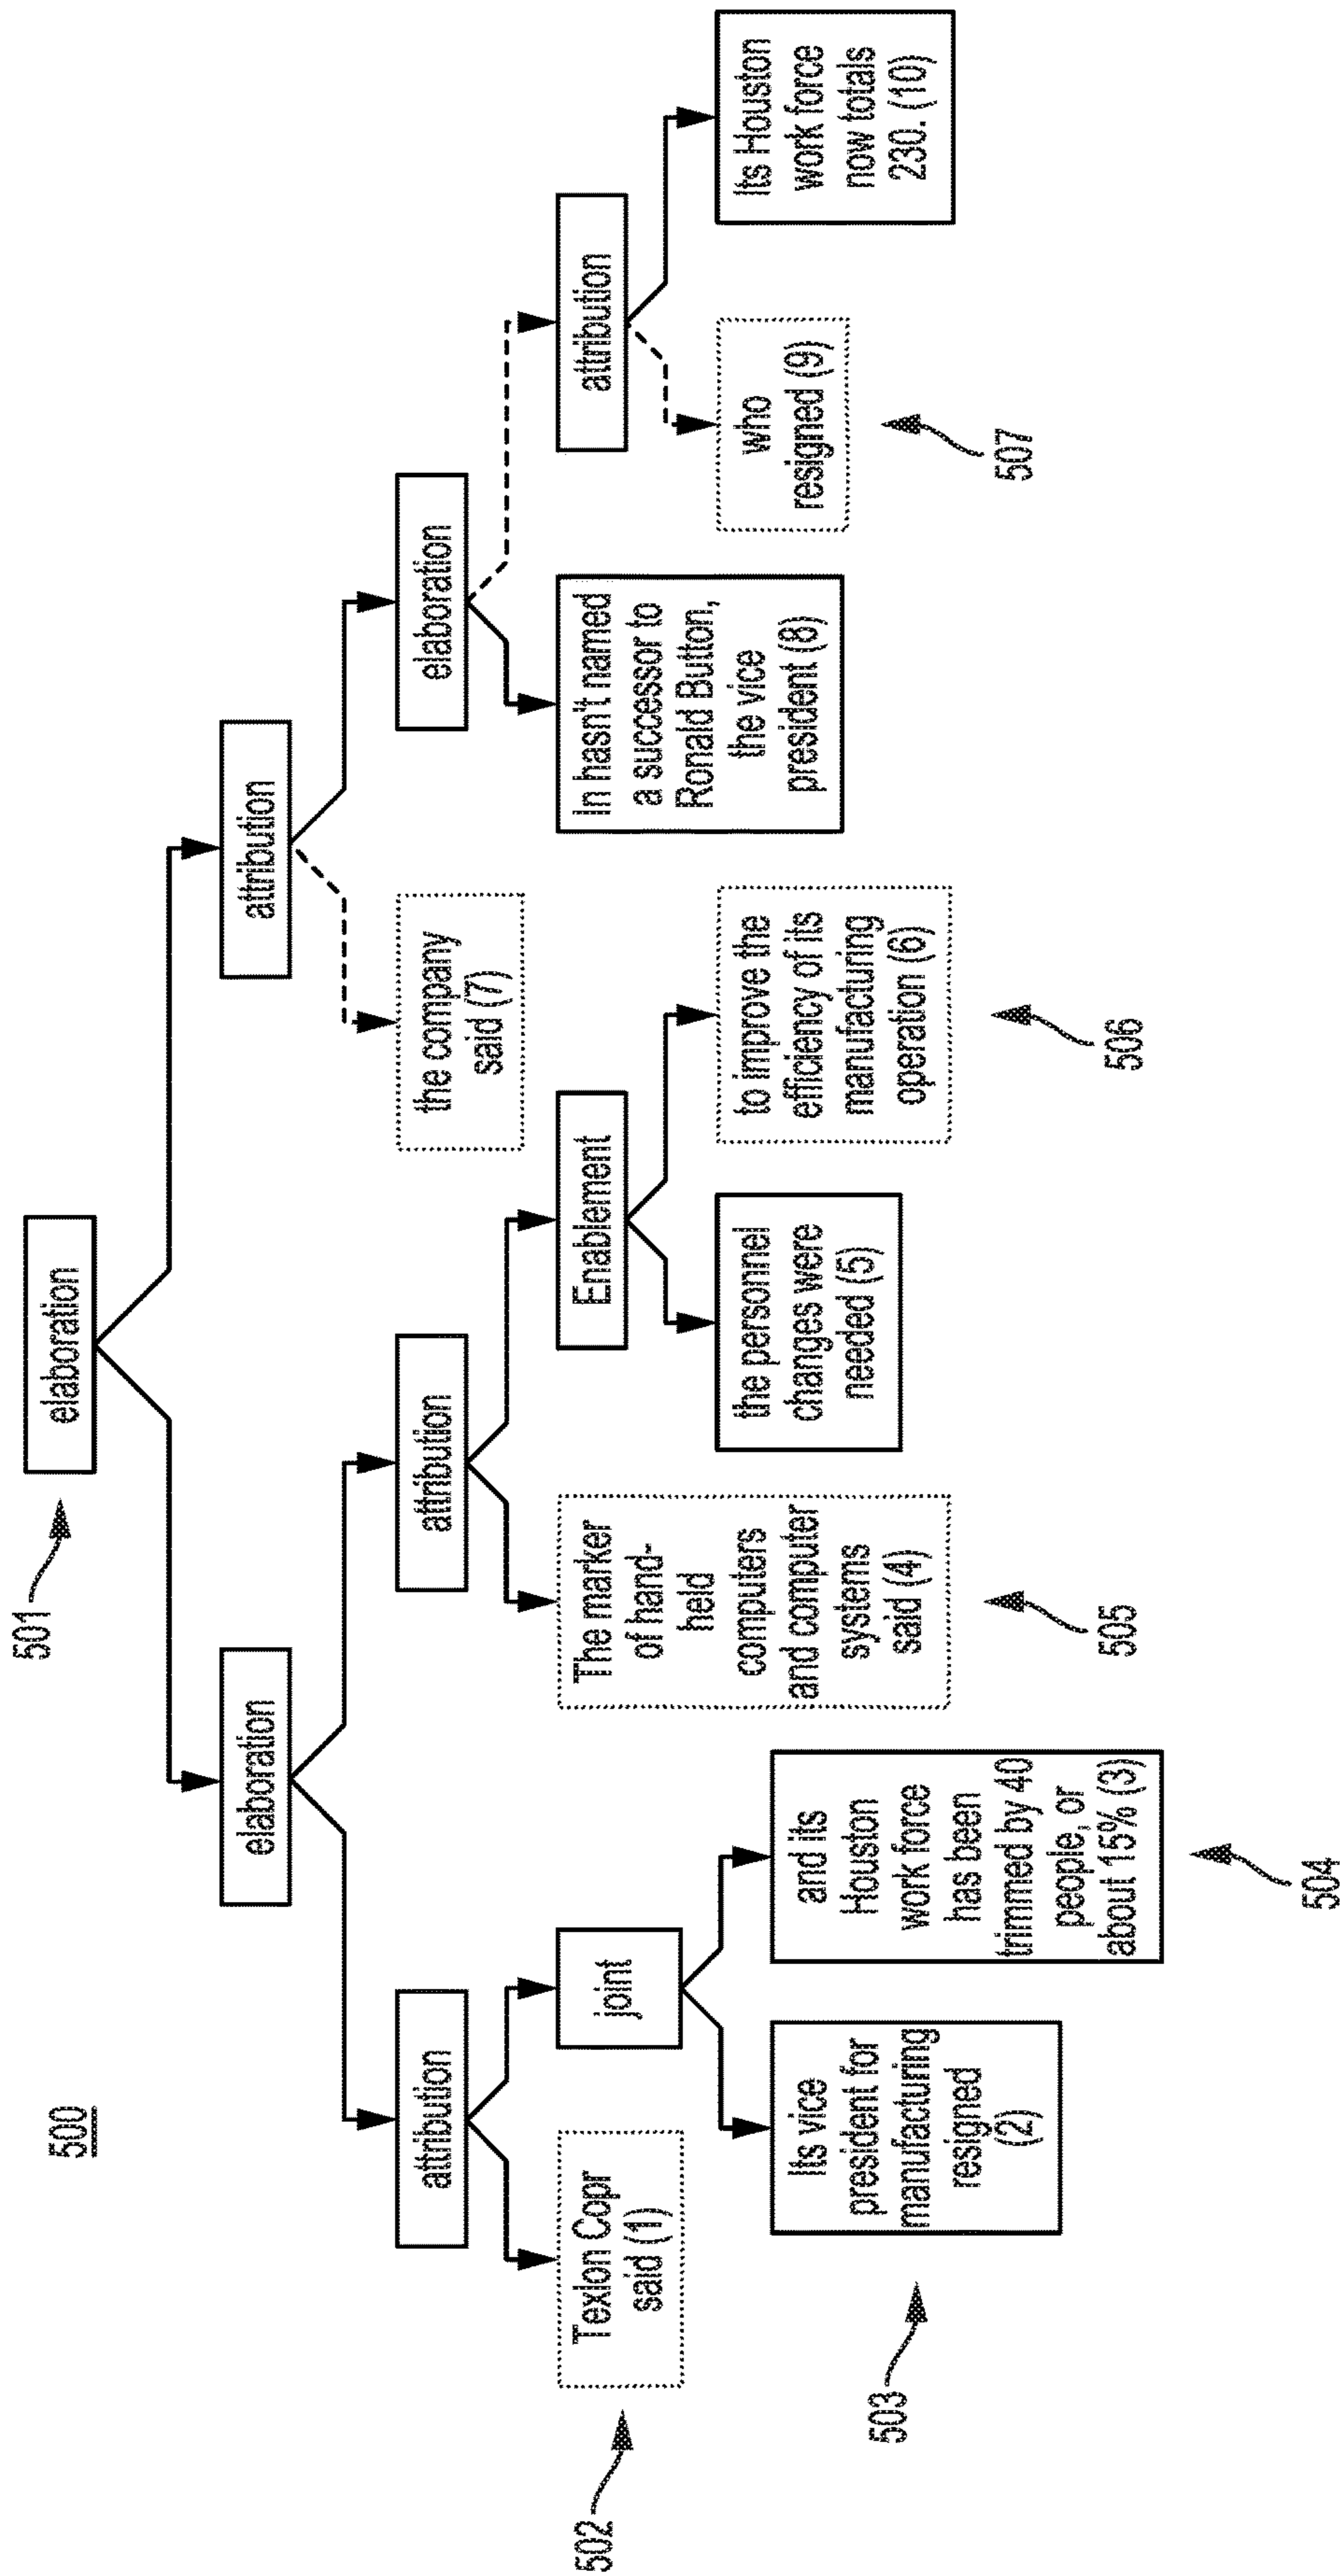 500
501
elaboration
elaboration
attribution
attribution
attribution
the company
said (7)
elaboration
502
Texlon Copr
said (1)
joint
The marker
of hand-
held
computers
and computer
systems
said (4)
505
Enablement
In hasn't named
a successor to
Ronald Button,
the vice
president (8)
attribution
503
Its vice
president for
manufacturing
resigned
(2)
and its
Houston
work force
has been
trimmed by 40
people, or
about 15% (3)
504
the personnel
changes were
needed (5)
to improve the
efficiency of its
manufacturing
operation (6)
506
who
resigned (9)
507
Its Houston
work force
now totals
230. (10)